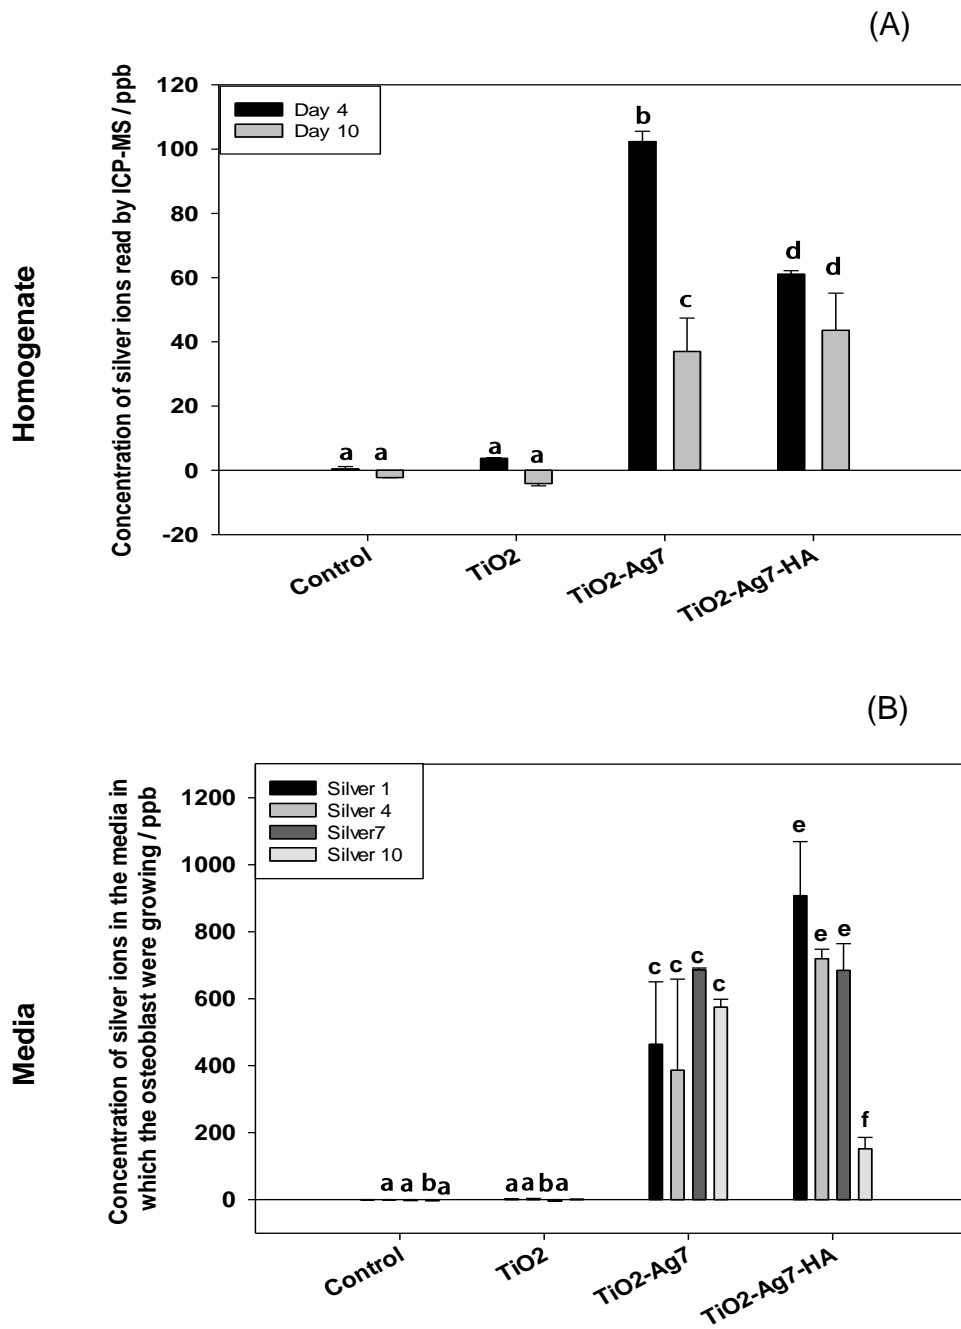 (A)
Homogenate
Concentration of silver ions read by ICP-MS / ppb
120
100
80
60
40
20
0
-20
Day 4
Day 10
a a a a b c d d
Control TiO2 TiO2-Ag7 TiO2-Ag7-HA
(B)
Media
Concentration of silver ions in the media in
which the osteoblast were growing / ppb
1200
1000
800
600
400
200
0
Silver 1
Silver 4
Silver7
Silver 10
a a b a a a b a c c c c e e e f
Control TiO2 TiO2-Ag7 TiO2-Ag7-HA